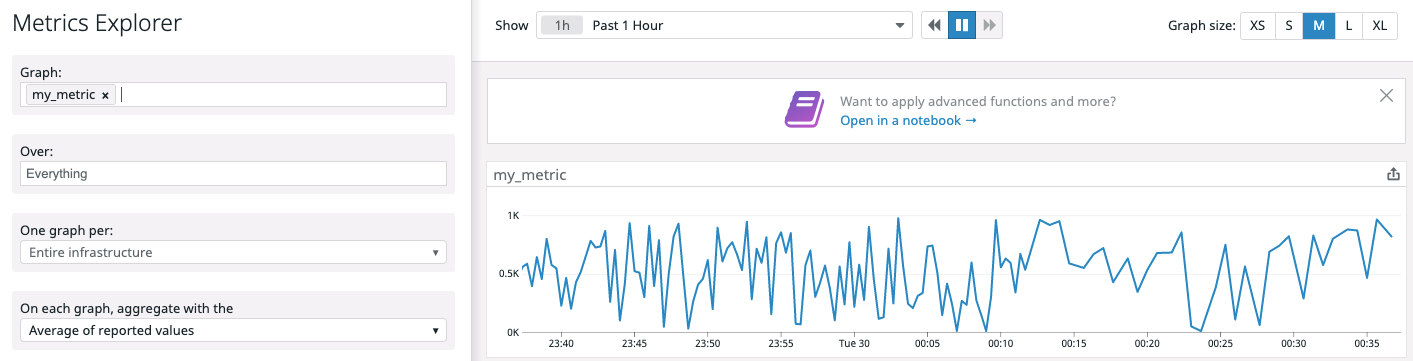 Metrics Explorer
Graph:
my_metric ×
Over:
Everything
One graph per:
Entire infrastructure
On each graph, aggregate with the
Average of reported values
Show 1h Past 1 Hour
Graph size: XS S M L XL
Want to apply advanced functions and more?
Open in a notebook →
my_metric
1K
0.5K
0K
23:40 23:45 23:50 23:55 Tue 30 00:05 00:10 00:15 00:20 00:25 00:30 00:35